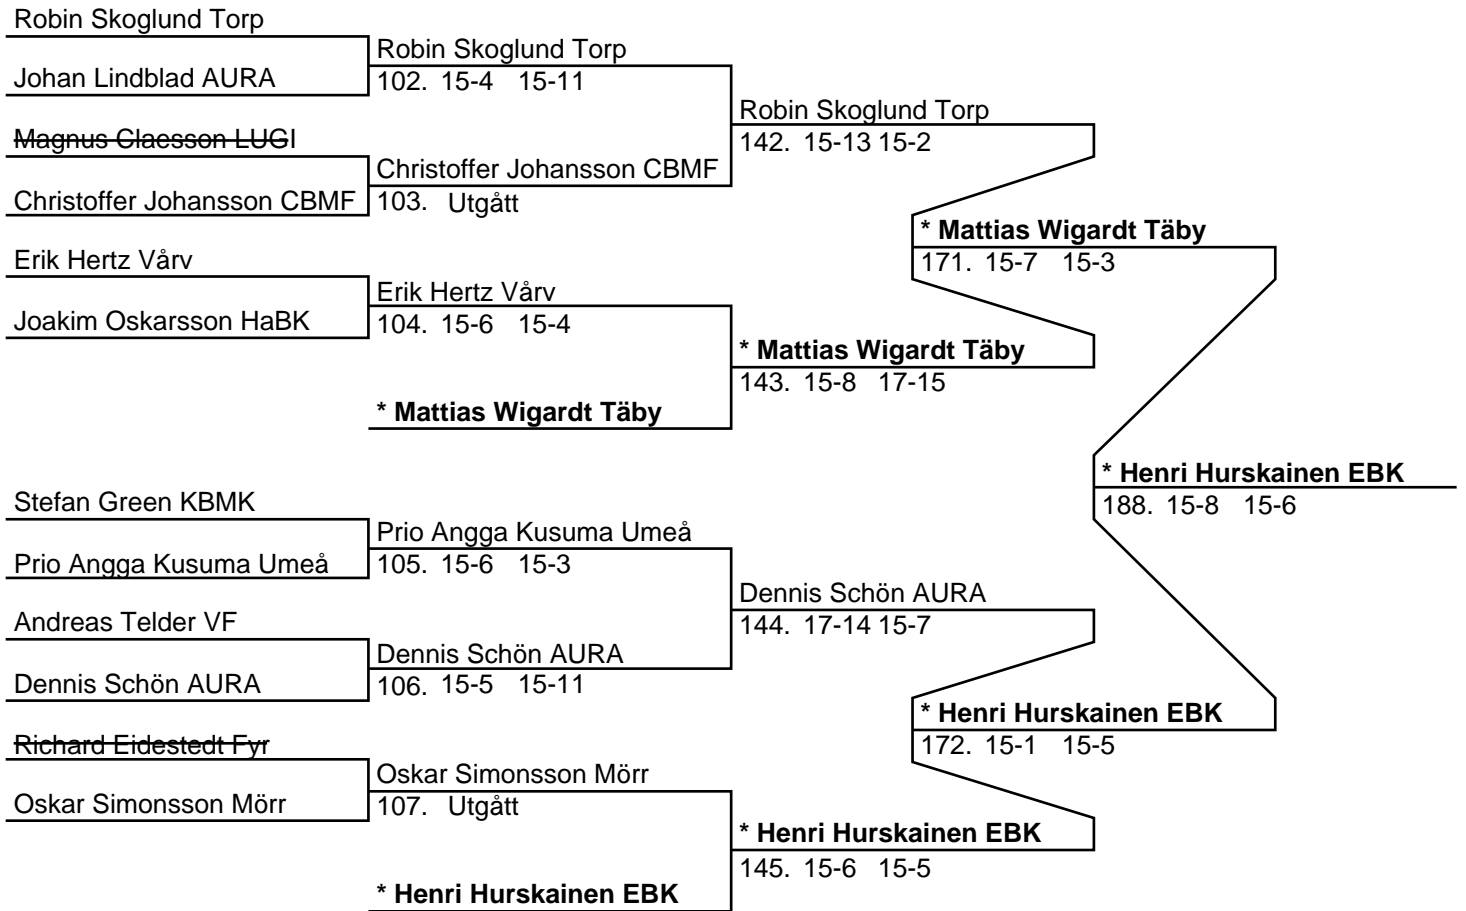 Robin Skoglund Torp
Robin Skoglund Torp
Johan Lindblad AURA
102. 15-4 15-11
Robin Skoglund Torp
Magnus Claesson LUGI
142. 15-13 15-2
Christoffer Johansson CBMF
Christoffer Johansson CBMF
103. Utgått
* Mattias Wigardt Täby
Erik Hertz Vårv
171. 15-7 15-3
Erik Hertz Vårv
Joakim Oskarsson HaBK
104. 15-6 15-4
* Mattias Wigardt Täby
143. 15-8 17-15
* Mattias Wigardt Täby
* Henri Hurskainen EBK
Stefan Green KBMK
188. 15-8 15-6
Prio Angga Kusuma Umeå
Prio Angga Kusuma Umeå
105. 15-6 15-3
Dennis Schön AURA
Andreas Telder VF
144. 17-14 15-7
Dennis Schön AURA
Dennis Schön AURA
106. 15-5 15-11
* Henri Hurskainen EBK
Richard Eidestedt Fyr
172. 15-1 15-5
Oskar Simonsson Mörr
Oskar Simonsson Mörr
107. Utgått
* Henri Hurskainen EBK
145. 15-6 15-5
* Henri Hurskainen EBK